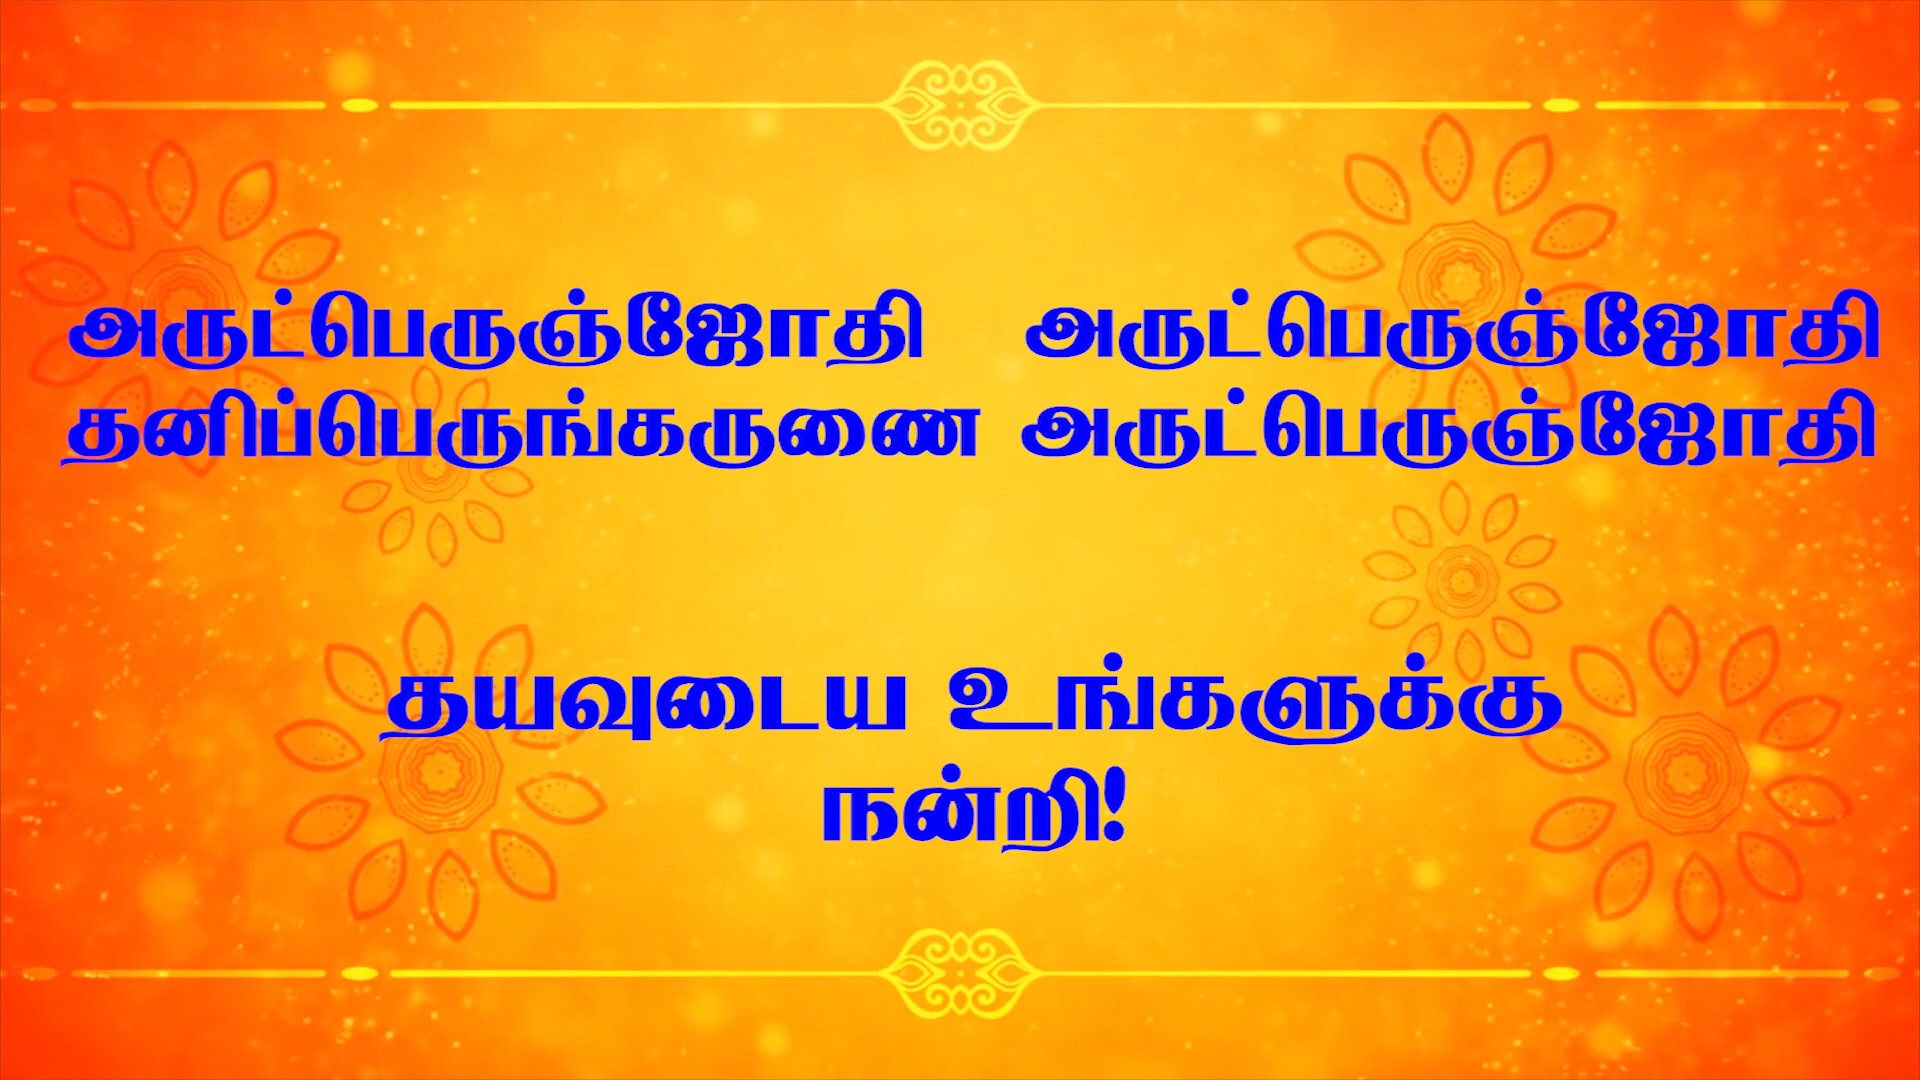 அருட்பெருஞ்ஜோதி அருட்பெருஞ்ஜோதி
தனிப்பெருங்கருணை அருட்பெருஞ்ஜோதி
தயவுடைய உங்களுக்கு
நன்றி!